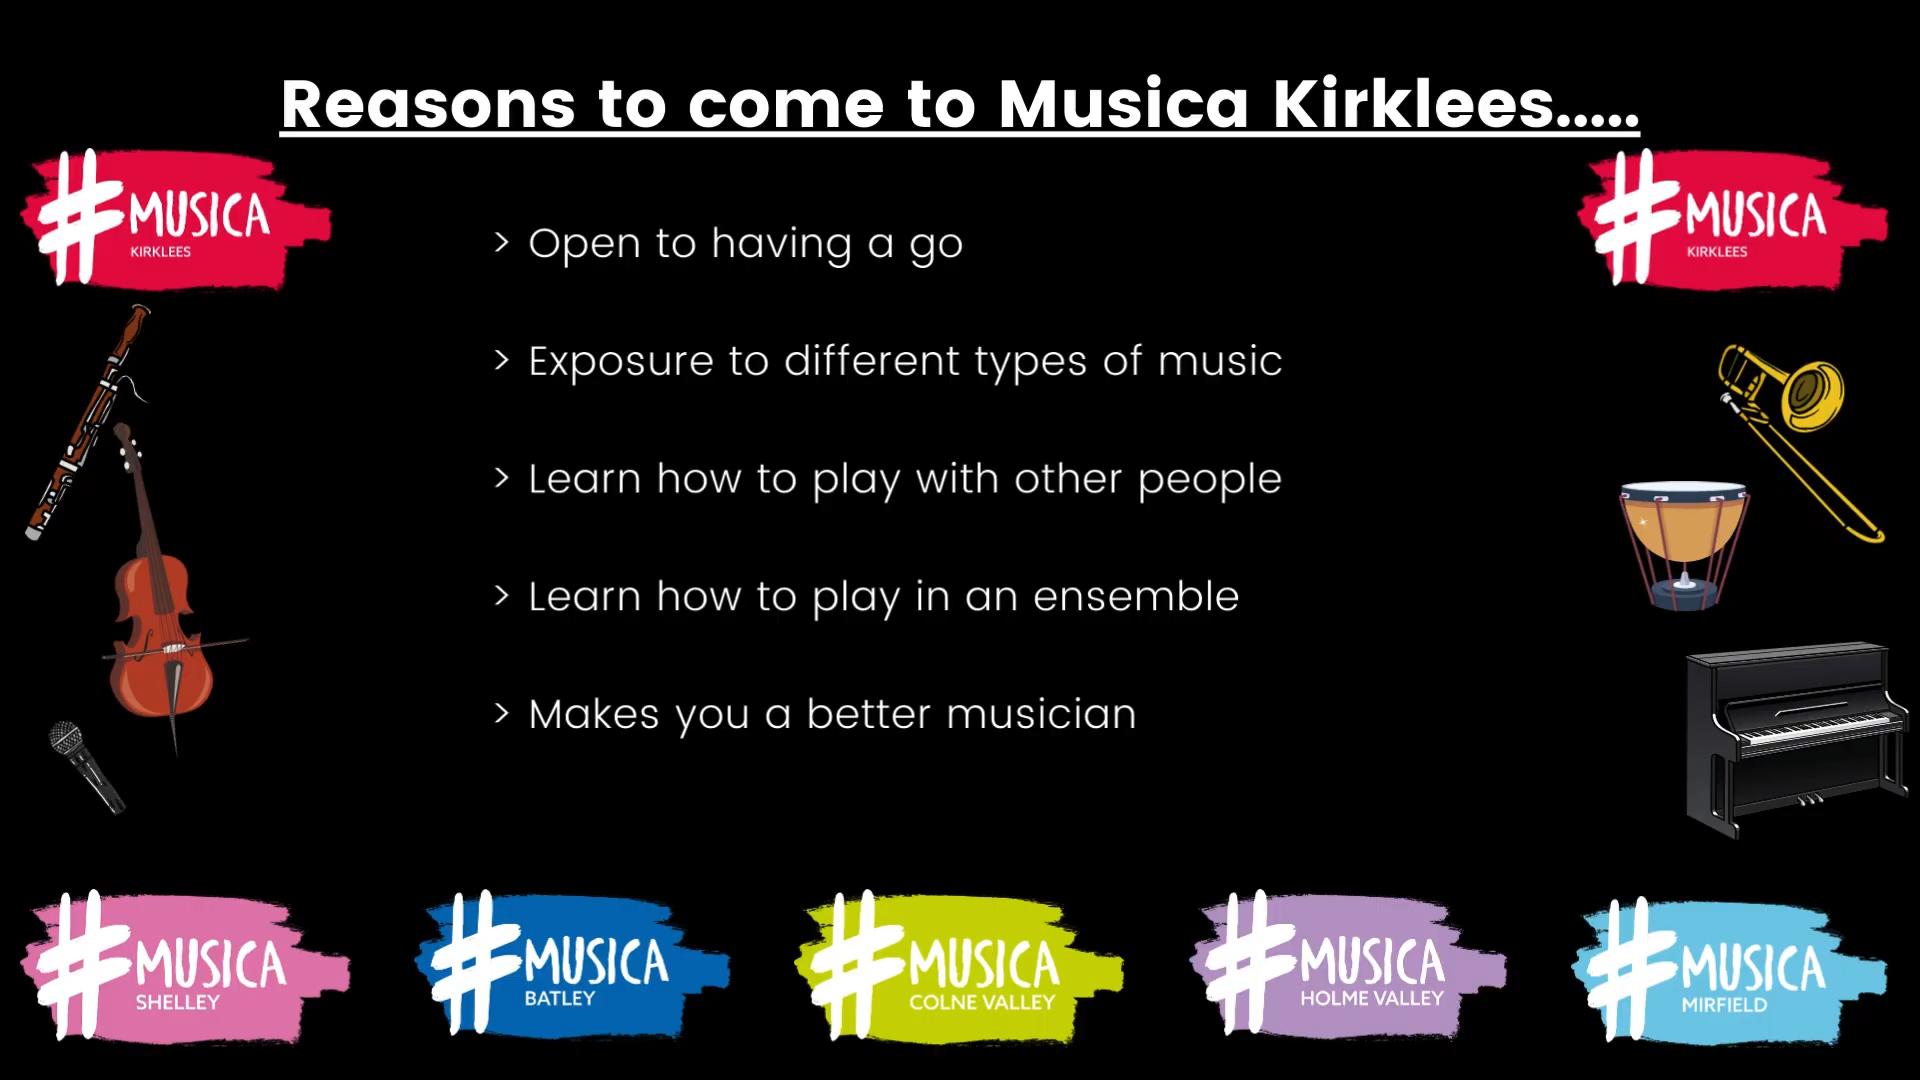 Reasons to come to Musica Kirklees.....
#MUSICA
KIRKLEES
#MUSICA
KIRKLEES
> Open to having a go
> Exposure to different types of music
> Learn how to play with other people
> Learn how to play in an ensemble
> Makes you a better musician
#MUSICA
SHELLEY
#MUSICA
BATLEY
#MUSICA
COLNE VALLEY
#MUSICA
HOLME VALLEY
#MUSICA
MIRFIELD